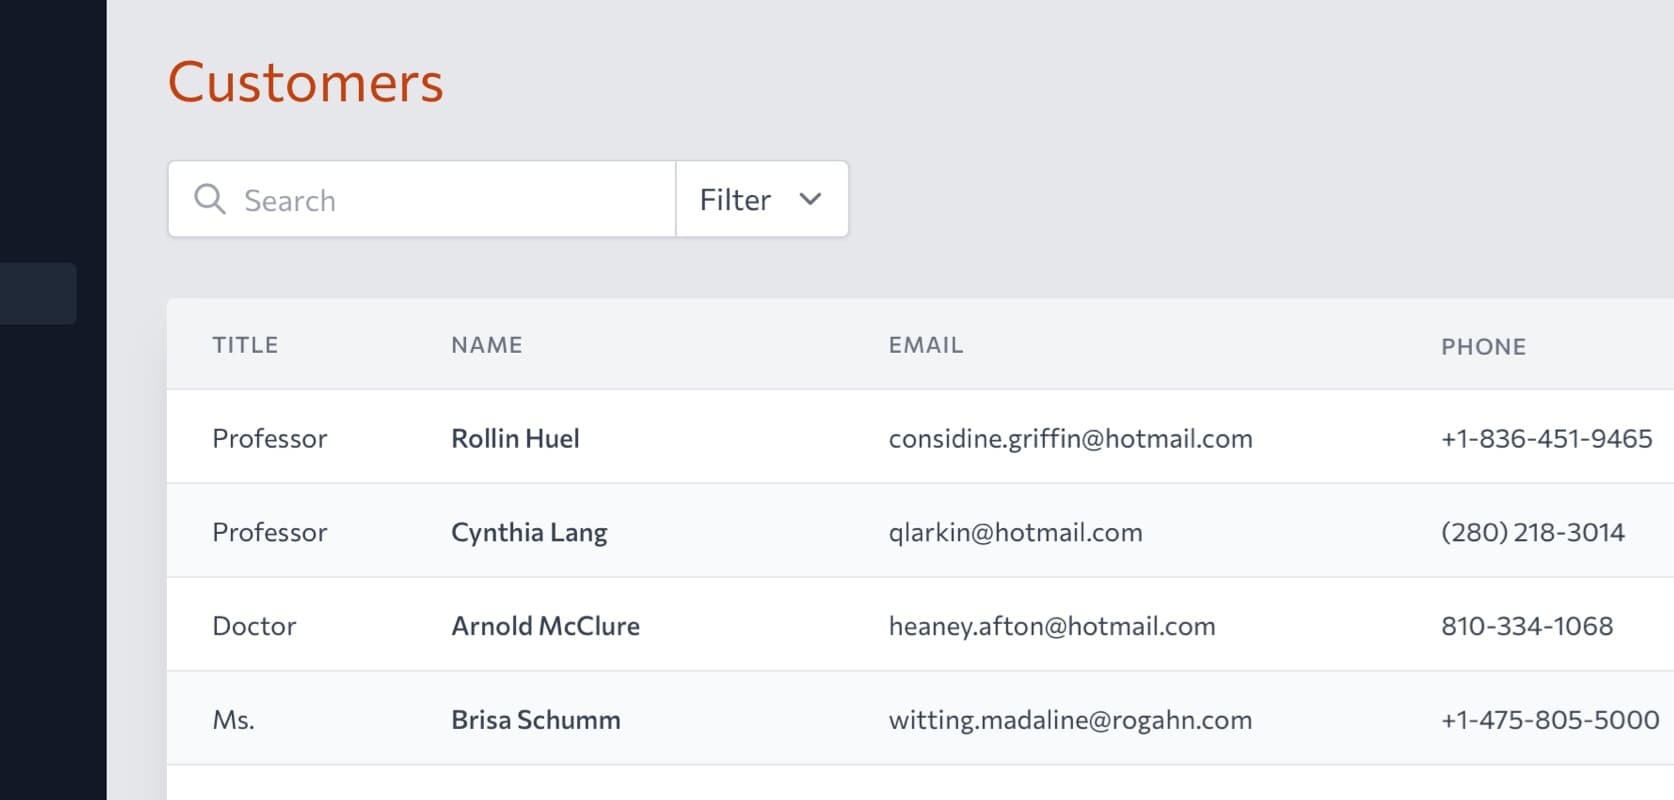 Customers
Search Filter
TITLE NAME EMAIL PHONE
Professor Rollin Huel considine.griffin@hotmail.com +1-836-451-9465
Professor Cynthia Lang qlarkin@hotmail.com (280) 218-3014
Doctor Arnold McClure heaney.afton@hotmail.com 810-334-1068
Ms. Brisa Schumm witting.madaline@rogahn.com +1-475-805-5000